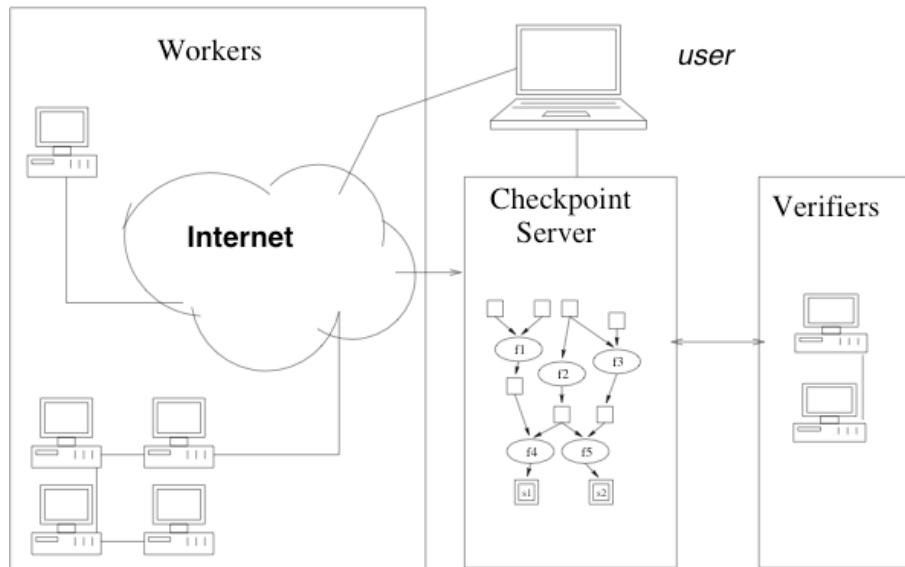 Workers
user
Checkpoint
Server
Verifiers
Internet
f1
f2
f3
f4
f5
s1
s2